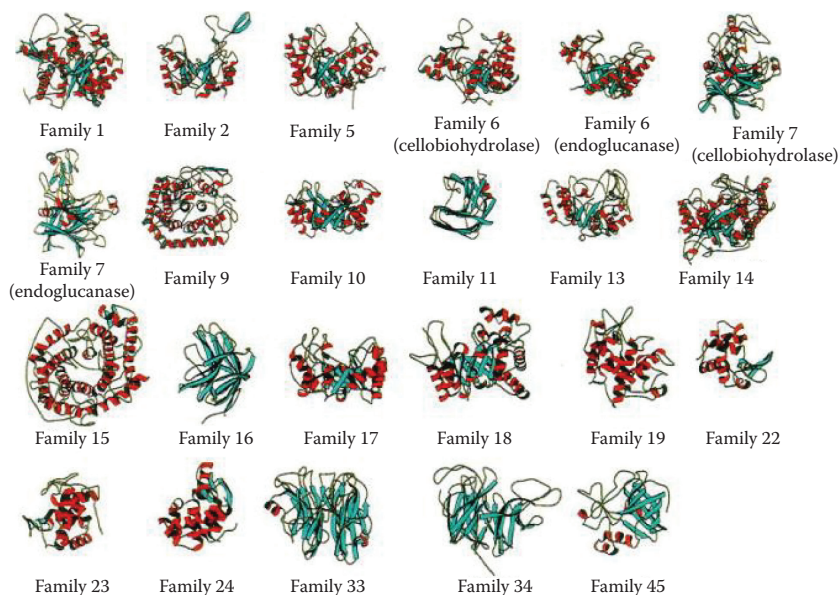 Family 1
Family 2
Family 5
Family 6
(cellobiohydrolase)
Family 6
(endoglucanase)
Family 7
(cellobiohydrolase)
Family 7
(endoglucanase)
Family 9
Family 10
Family 11
Family 13
Family 14
Family 15
Family 16
Family 17
Family 18
Family 19
Family 22
Family 23
Family 24
Family 33
Family 34
Family 45